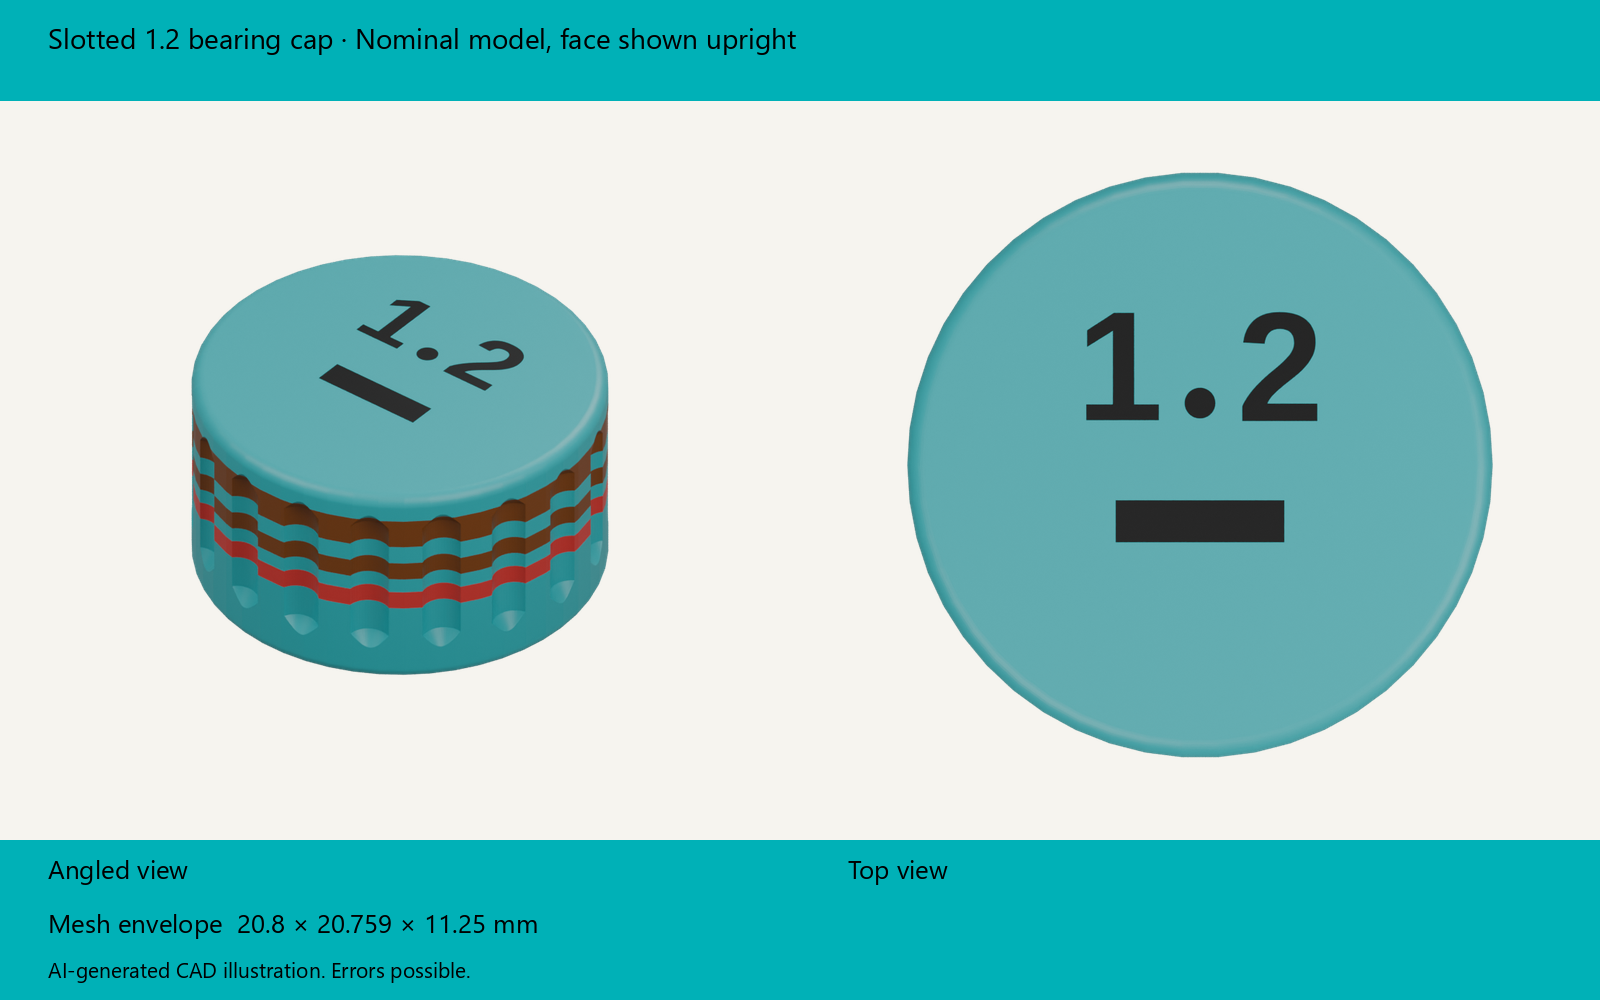 Slotted 1.2 bearing cap · Nominal model, face shown upright
1.2
1.2
Angled view
Top view
Mesh envelope 20.8 × 20.759 × 11.25 mm
AI-generated CAD illustration. Errors possible.